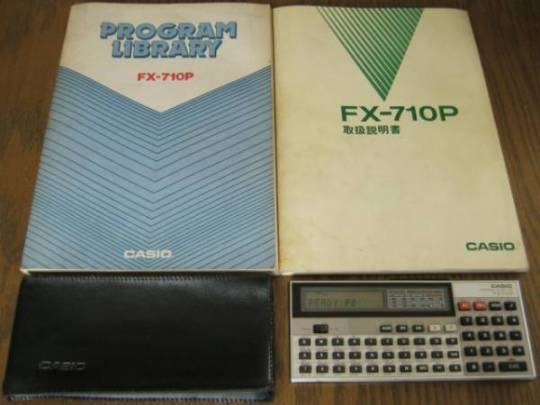 PROGRAM
LIBRARY
FX-710P
CASIO
FX-710P
取扱説明書
CASIO
CASIO
CASIO
READY P0